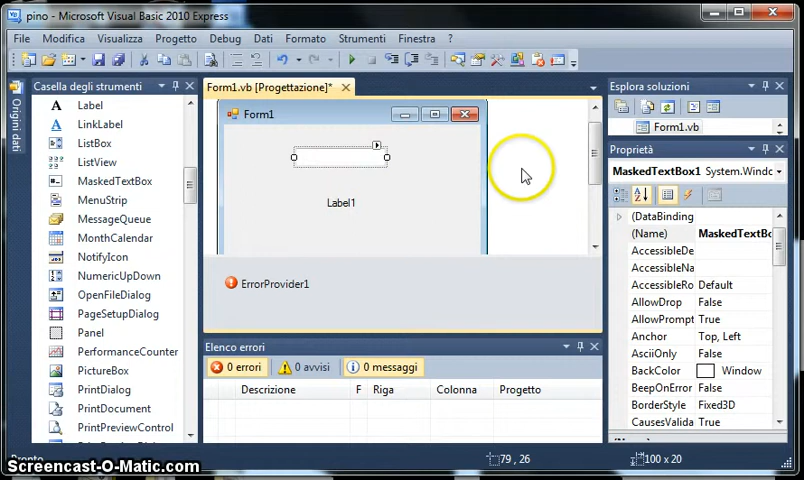 pino - Microsoft Visual Basic 2010 Express
File Modifica Visualizza Progetto Debug Dati Formato Strumenti Finestra ?
Origini dati
Casella degli strumenti
Label
LinkLabel
ListBox
ListView
MaskedTextBox
MenuStrip
MessageQueue
MonthCalendar
NotifyIcon
NumericUpDown
OpenFileDialog
PageSetupDialog
Panel
PerformanceCounter
PictureBox
PrintDialog
PrintDocument
PrintPreviewControl
Form1.vb [Progettazione]*
Form1
Label1
ErrorProvider1
Elenco errori
0 errori 0 avvisi 0 messaggi
Descrizione F Riga Colonna Progetto
Esplora soluzioni
Form1.vb
Proprietà
MaskedTextBox1 System.Windo
(DataBinding
(Name) MaskedTextBo
AccessibleDe
AccessibleNa
AccessibleRo Default
AllowDrop False
AllowPrompt True
Anchor Top, Left
AsciiOnly False
BackColor Window
BeepOnError False
BorderStyle Fixed3D
CausesValida True
79 , 26 100 x 20
Screencast-O-Matic.com